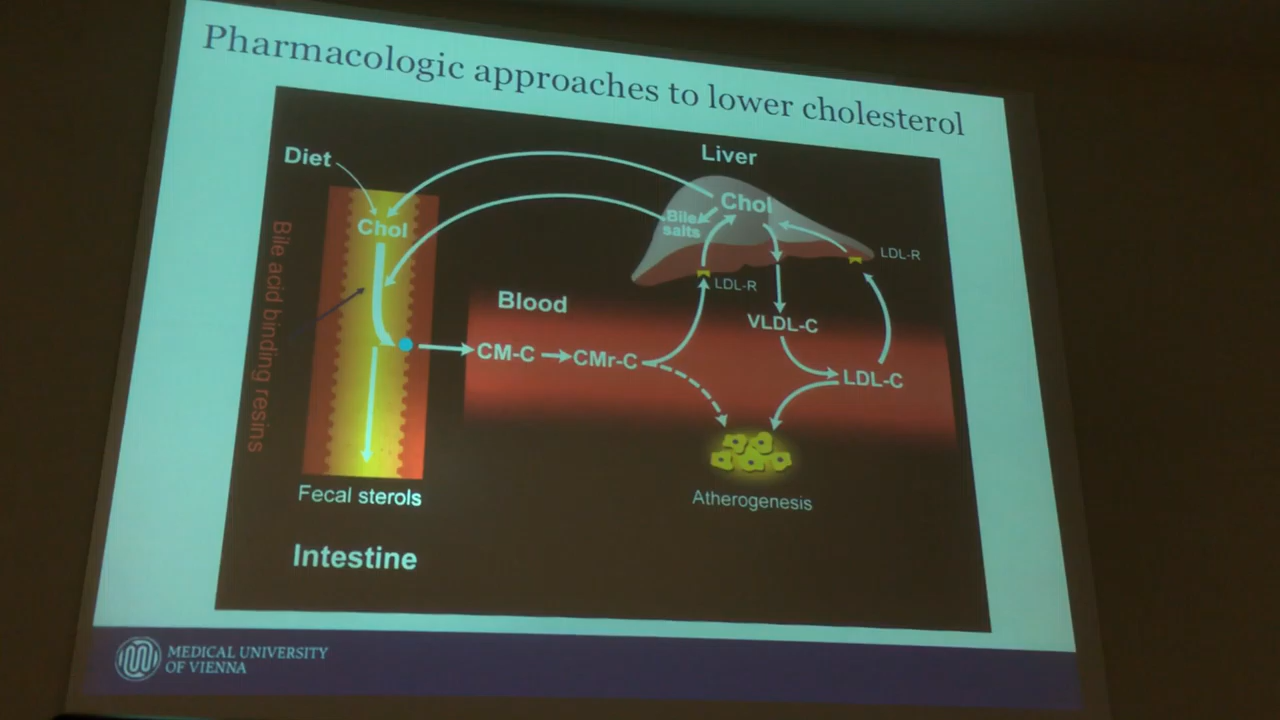 Pharmacologic approaches to lower cholesterol
Diet
Liver
Chol
Bile
salts
Chol
LDL-R
LDL-R
Bile acid binding resins
Blood
VLDL-C
CM-C
CMr-C
LDL-C
Fecal sterols
Atherogenesis
Intestine
MEDICAL UNIVERSITY
OF VIENNA